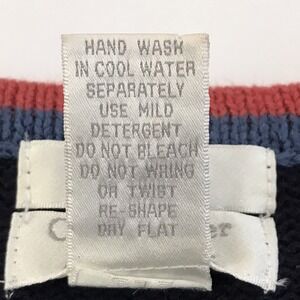 HAND WASH
IN COOL WATER
SEPARATELY
USE MILD
DETERGENT
DO NOT BLEACH
DO NOT WRING
OR TWIST
RE-SHAPE
DRY FLAT